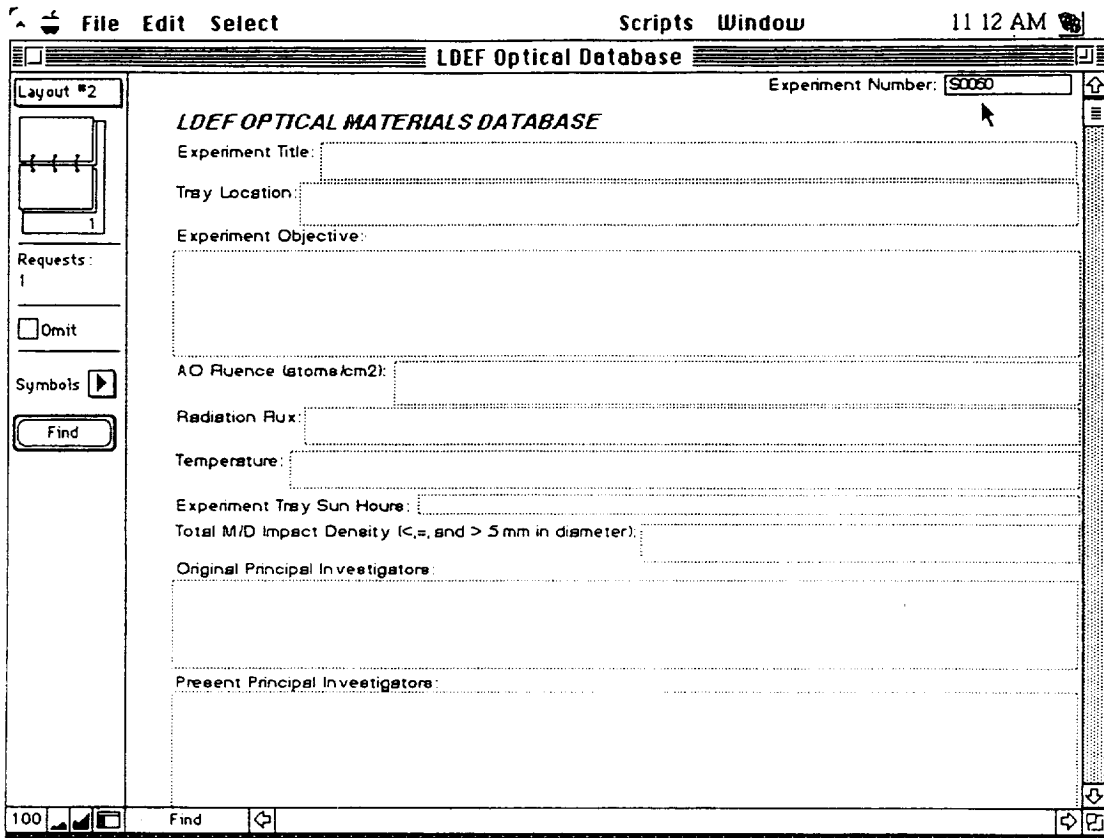 File Edit Select Scripts Window 11 12 AM
LDEF Optical Database
Layout #2
Experiment Number: S0050
LDEF OPTICAL MATERIALS DATABASE
Experiment Title:
Tray Location:
1
Experiment Objective:
Requests:
1
Omit
AO Fluence (atoms/cm2):
Symbols
Radiation Flux:
Find
Temperature:
Experiment Tray Sun Hours:
Total M/D Impact Density (<,=, and > .5 mm in diameter):
Original Principal Investigators:
Present Principal Investigators:
100 Find